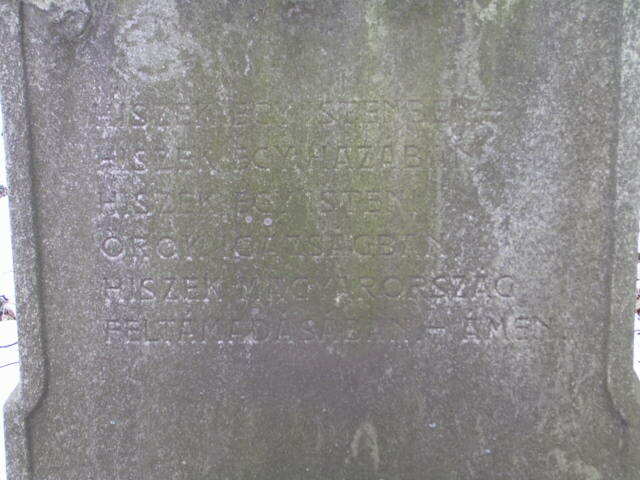 HISZEK EGY ISTENBEN –
HISZEK EGY HAZÁBAN
HISZEK EGY ISTENI
ÖRÖK IGAZSÁGBAN
HISZEK MAGYARORSZÁG
FELTÁMADÁSÁBAN. – ÁMEN.